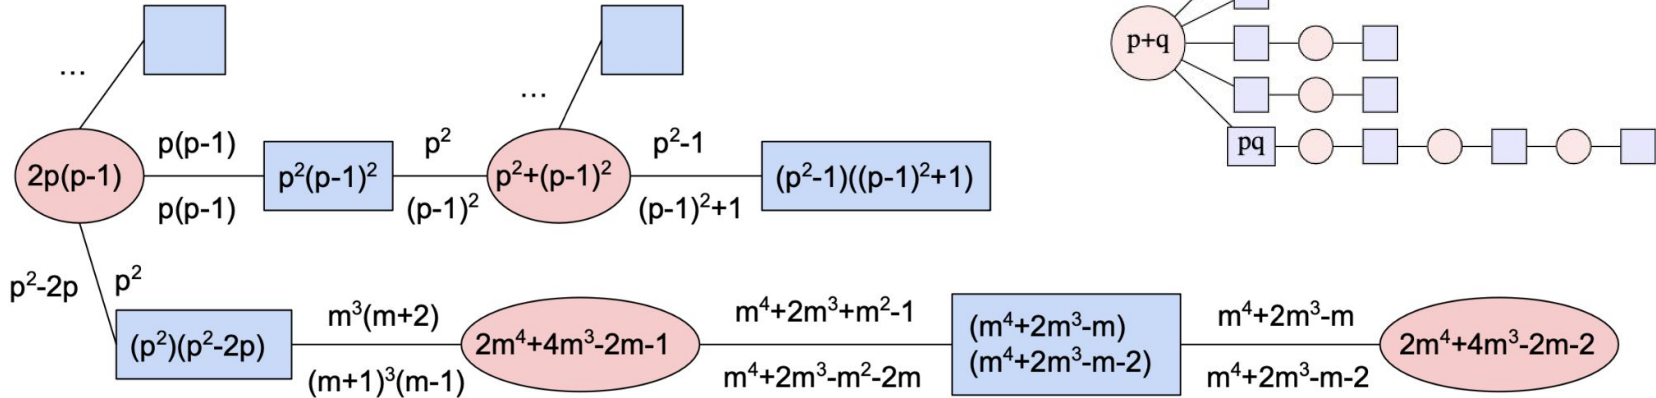 p+q
pq
...
...
2p(p-1)
p(p-1)
p(p-1)
p²(p-1)²
p²
(p-1)²
p²+(p-1)²
p²-1
(p-1)²+1
(p²-1)((p-1)²+1)
p²-2p
p²
(p²)(p²-2p)
m³(m+2)
(m+1)³(m-1)
2m⁴+4m³-2m-1
m⁴+2m³+m²-1
m⁴+2m³-m²-2m
(m⁴+2m³-m)
(m⁴+2m³-m-2)
m⁴+2m³-m
m⁴+2m³-m-2
2m⁴+4m³-2m-2